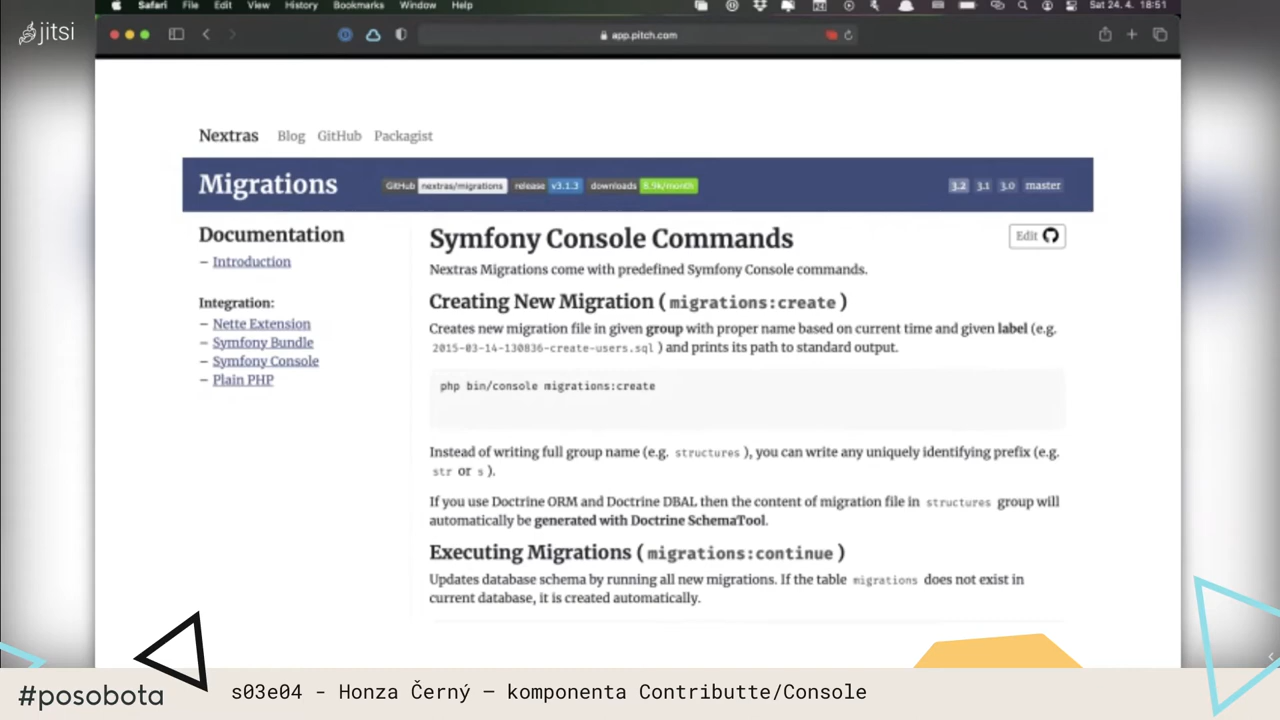 Safari File Edit View History Bookmarks Window Help Sat 24. 4. 18:51
jitsi
app.pitch.com
Nextras Blog GitHub Packagist
Migrations GitHub nextras/migrations release v3.1.3 downloads 8.9k/month 3.2 3.1 3.0 master
Documentation
– Introduction
Integration:
– Nette Extension
– Symfony Bundle
– Symfony Console
– Plain PHP
Symfony Console Commands Edit
Nextras Migrations come with predefined Symfony Console commands.
Creating New Migration ( migrations:create )
Creates new migration file in given group with proper name based on current time and given label (e.g.
2015-03-14-130836-create-users.sql ) and prints its path to standard output.
php bin/console migrations:create
Instead of writing full group name (e.g. structures ), you can write any uniquely identifying prefix (e.g.
str or s ).
If you use Doctrine ORM and Doctrine DBAL then the content of migration file in structures group will
automatically be generated with Doctrine SchemaTool.
Executing Migrations ( migrations:continue )
Updates database schema by running all new migrations. If the table migrations does not exist in
current database, it is created automatically.
#posobota s03e04 - Honza Černý – komponenta Contributte/Console